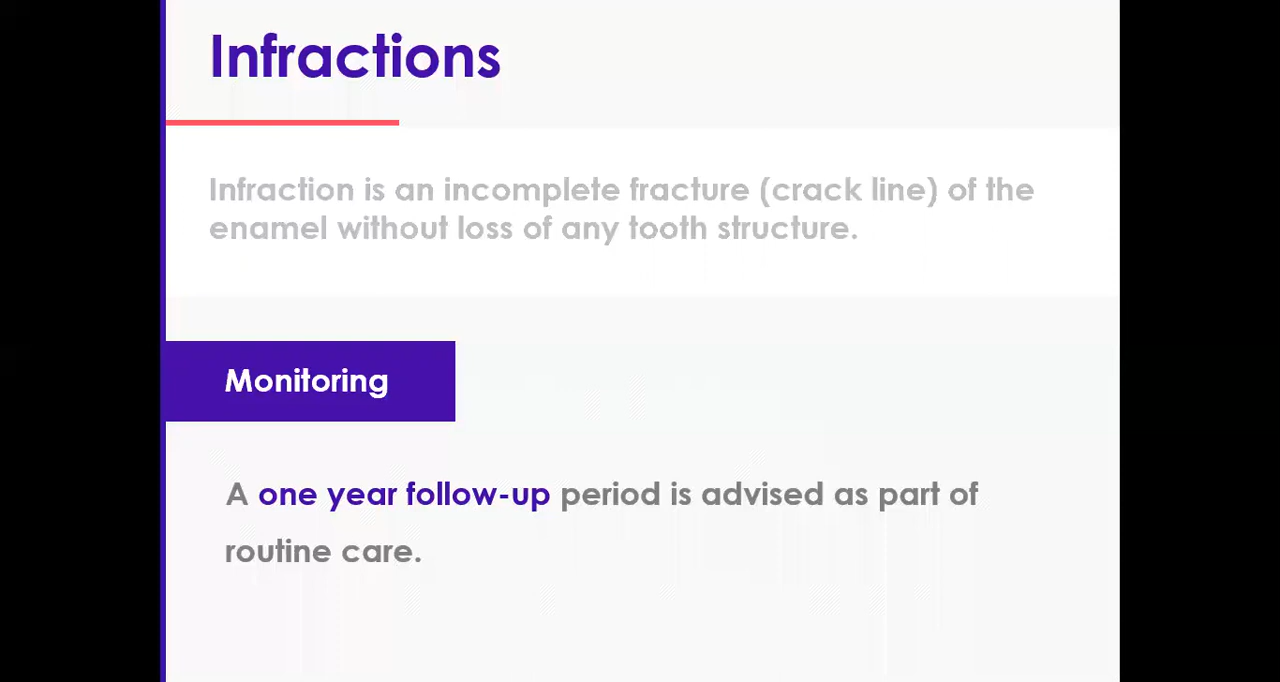 Infractions
Infraction is an incomplete fracture (crack line) of the
enamel without loss of any tooth structure.
Monitoring
A one year follow-up period is advised as part of
routine care.